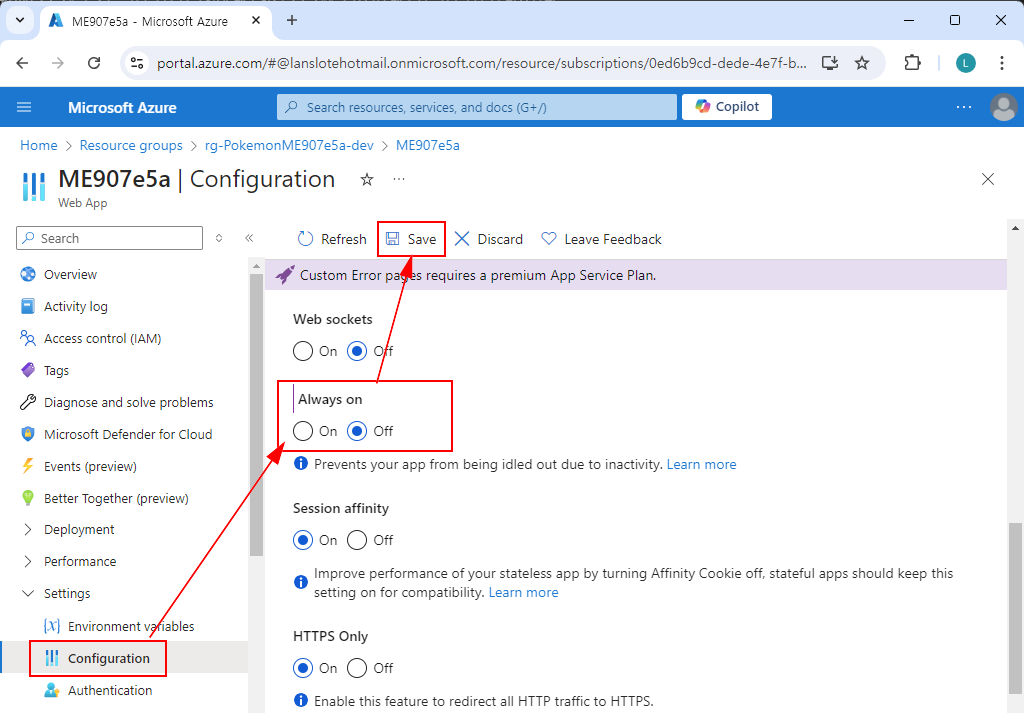 ME907e5a - Microsoft Azure
portal.azure.com/#@lanslotehotmail.onmicrosoft.com/resource/subscriptions/0ed6b9cd-dede-4e7f-b...
L
Microsoft Azure
Search resources, services, and docs (G+/)
Copilot
Home > Resource groups > rg-PokemonME907e5a-dev > ME907e5a
ME907e5a | Configuration
Web App
Search
Refresh
Save
Discard
Leave Feedback
Overview
Activity log
Access control (IAM)
Tags
Diagnose and solve problems
Microsoft Defender for Cloud
Events (preview)
Better Together (preview)
Deployment
Performance
Settings
Environment variables
Configuration
Authentication
Custom Error pages requires a premium App Service Plan.
Web sockets
On Off
Always on
On Off
Prevents your app from being idled out due to inactivity. Learn more
Session affinity
On Off
Improve performance of your stateless app by turning Affinity Cookie off, stateful apps should keep this
setting on for compatibility. Learn more
HTTPS Only
On Off
Enable this feature to redirect all HTTP traffic to HTTPS.